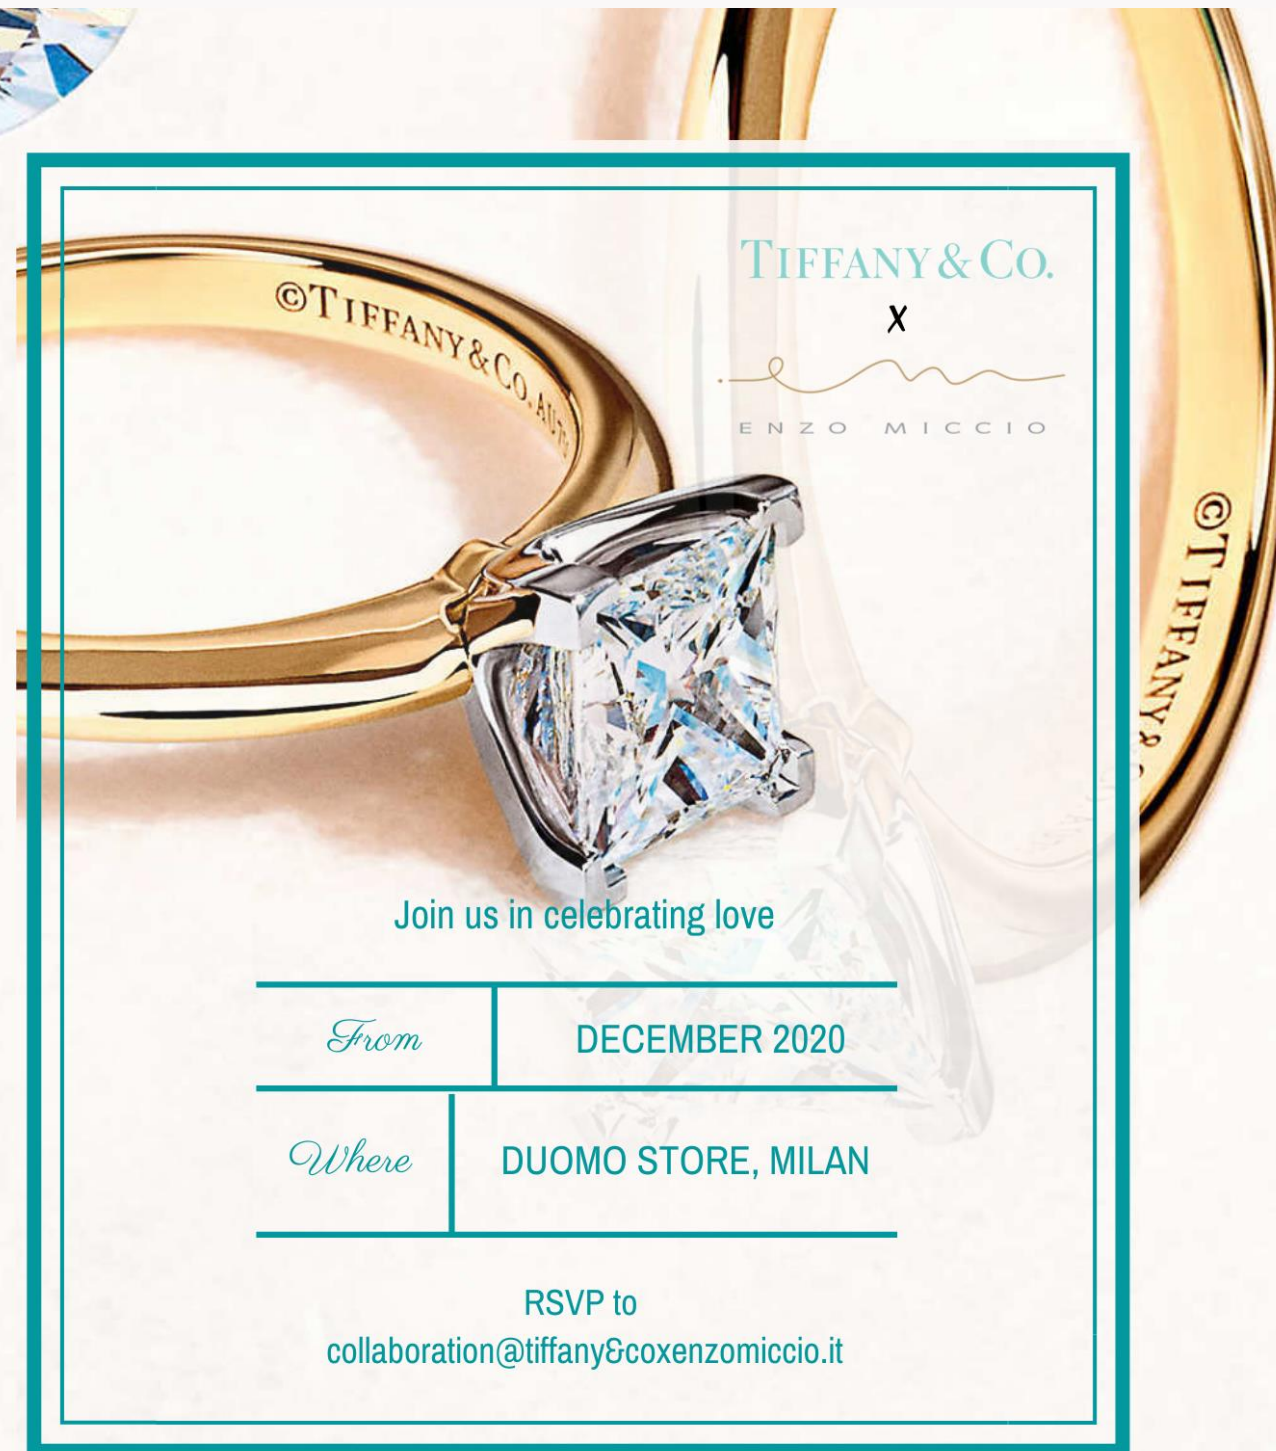 TIFFANY & CO.
X
ENZO MICCIO
©TIFFANY&CO. AU750
©TIFFANY&
Join us in celebrating love
From
DECEMBER 2020
Where
DUOMO STORE, MILAN
RSVP to
collaboration@tiffany&coxenzomiccio.it